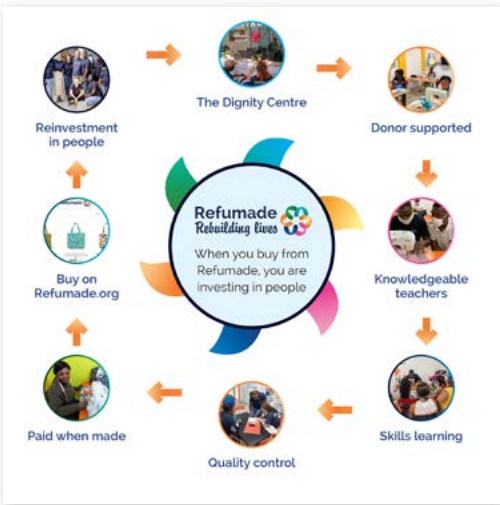 The Dignity Centre
Donor supported
Knowledgeable
teachers
Skills learning
Quality control
Paid when made
Buy on
Refumade.org
Reinvestment
in people
Refumade
Rebuilding lives
When you buy from
Refumade, you are
investing in people